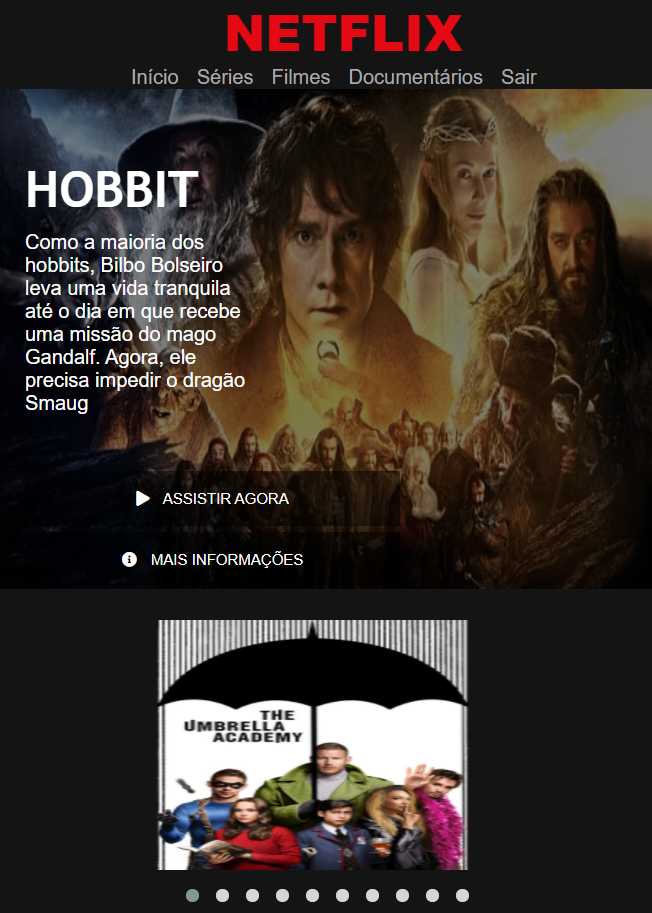 NETFLIX
Início Séries Filmes Documentários Sair
HOBBIT
Como a maioria dos
hobbits, Bilbo Bolseiro
leva uma vida tranquila
até o dia em que recebe
uma missão do mago
Gandalf. Agora, ele
precisa impedir o dragão
Smaug
ASSISTIR AGORA
MAIS INFORMAÇÕES
THE
UMBRELLA
ACADEMY